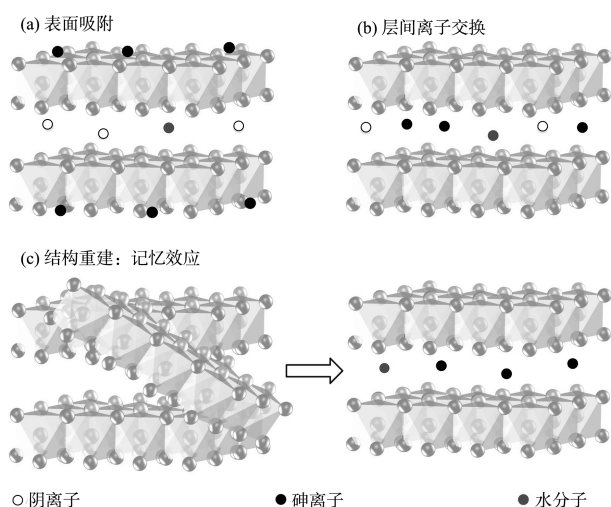 (a) 表面吸附
(b) 层间离子交换
(c) 结构重建：记忆效应
阴离子
砷离子
水分子